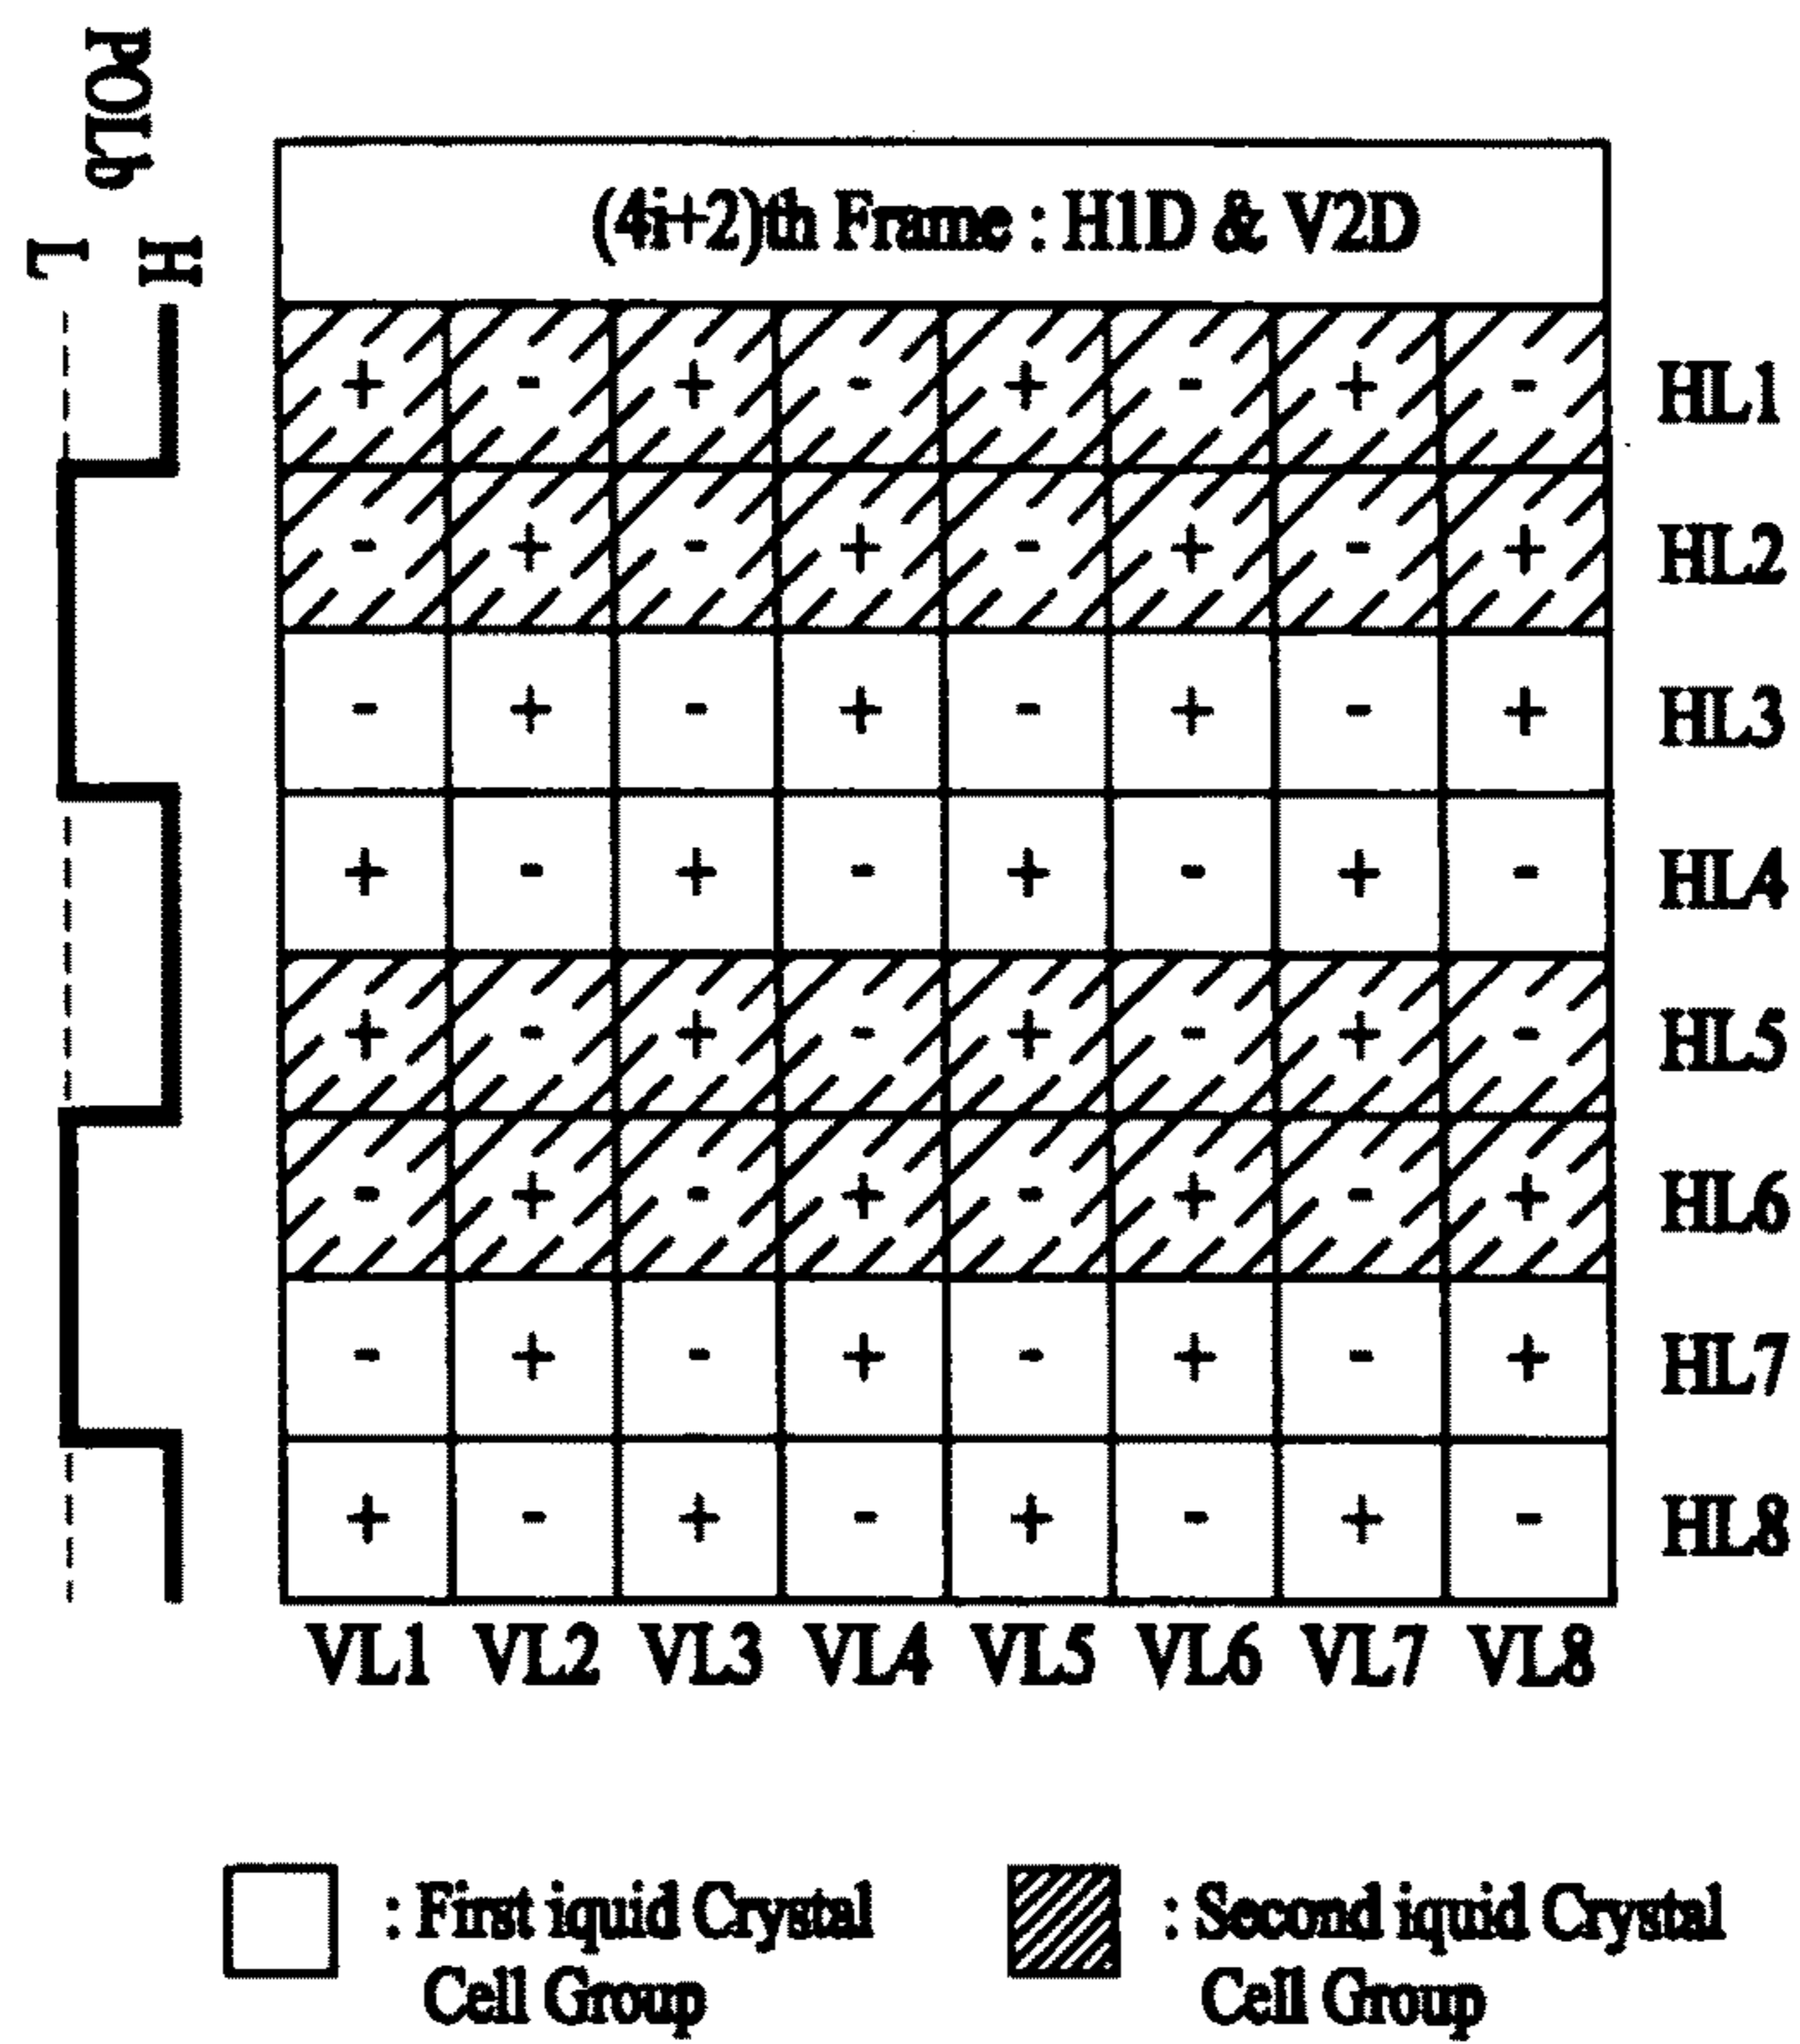 POLb
H
L
(4i+2)th Frame : H1D & V2D
+ - + - + - + - HL1
- + - + - + - + HL2
- + - + - + - + HL3
+ - + - + - + - HL4
+ - + - + - + - HL5
- + - + - + - + HL6
- + - + - + - + HL7
+ - + - + - + - HL8
VL1 VL2 VL3 VL4 VL5 VL6 VL7 VL8
: First iquid Crystal
Cell Group
: Second iquid Crystal
Cell Group